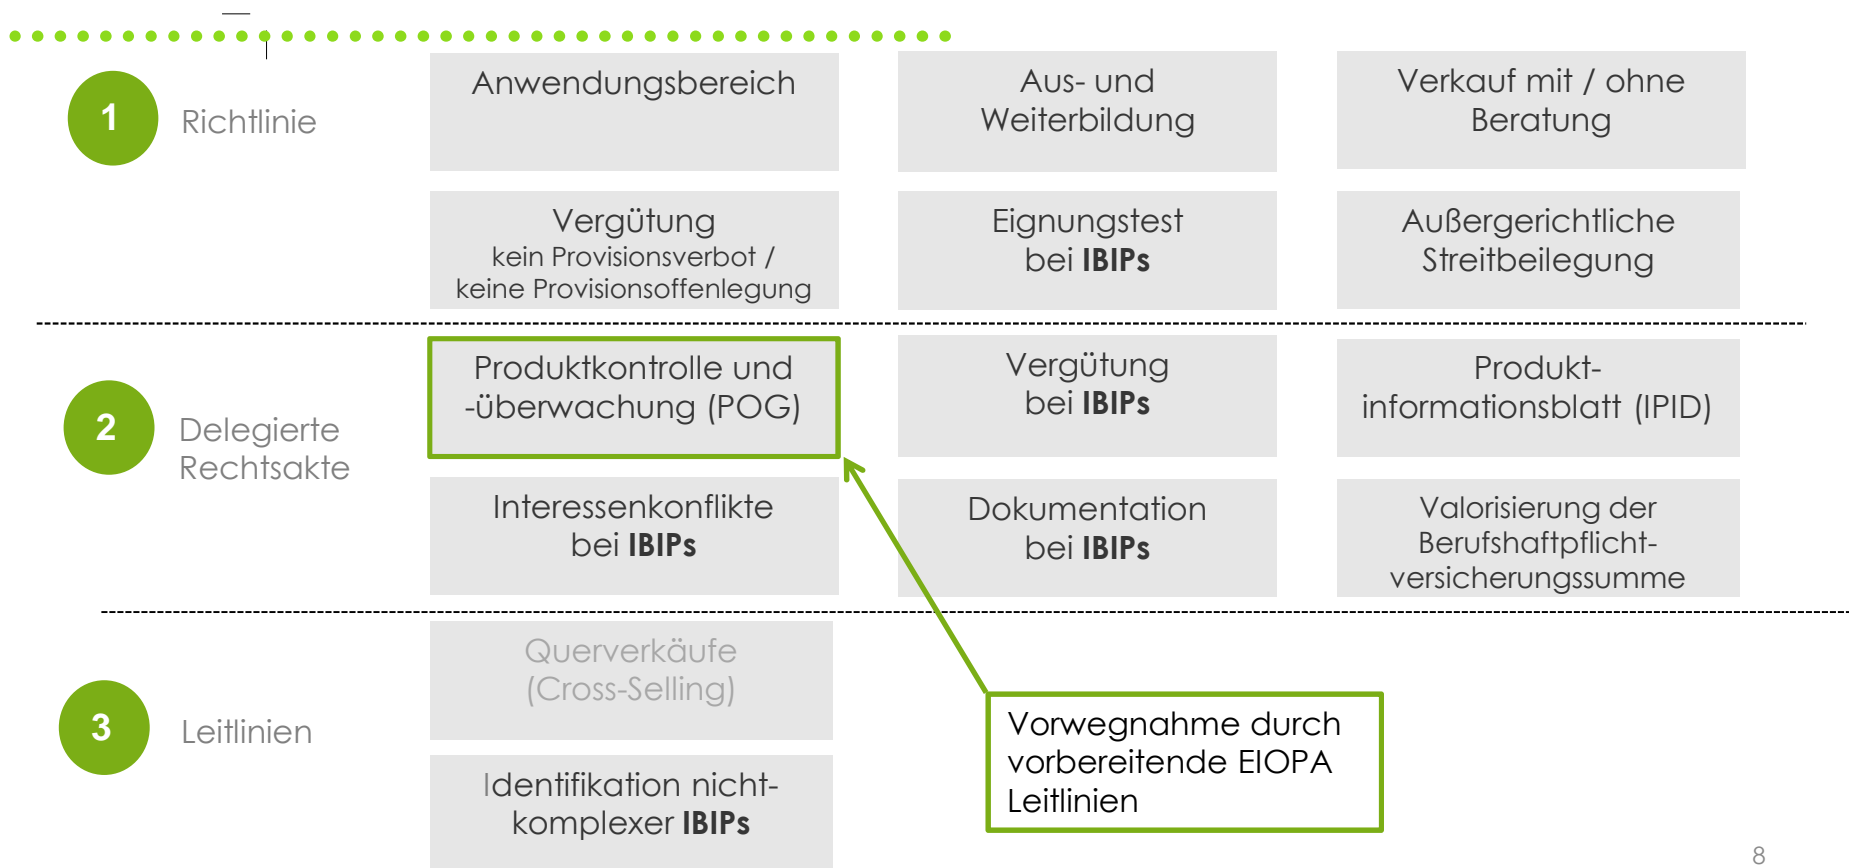 1
Richtlinie
Anwendungsbereich
Aus- und
Weiterbildung
Verkauf mit / ohne
Beratung
Vergütung
kein Provisionsverbot /
keine Provisionsoffenlegung
Eignungstest
bei IBIPs
Außergerichtliche
Streitbeilegung
2
Delegierte
Rechtsakte
Produktkontrolle und
-überwachung (POG)
Vergütung
bei IBIPs
Produkt-
informationsblatt (IPID)
Interessenkonflikte
bei IBIPs
Dokumentation
bei IBIPs
Valorisierung der
Berufshaftpflicht-
versicherungssumme
3
Leitlinien
Querverkäufe
(Cross-Selling)
Identifikation nicht-
komplexer IBIPs
Vorwegnahme durch
vorbereitende EIOPA
Leitlinien
8